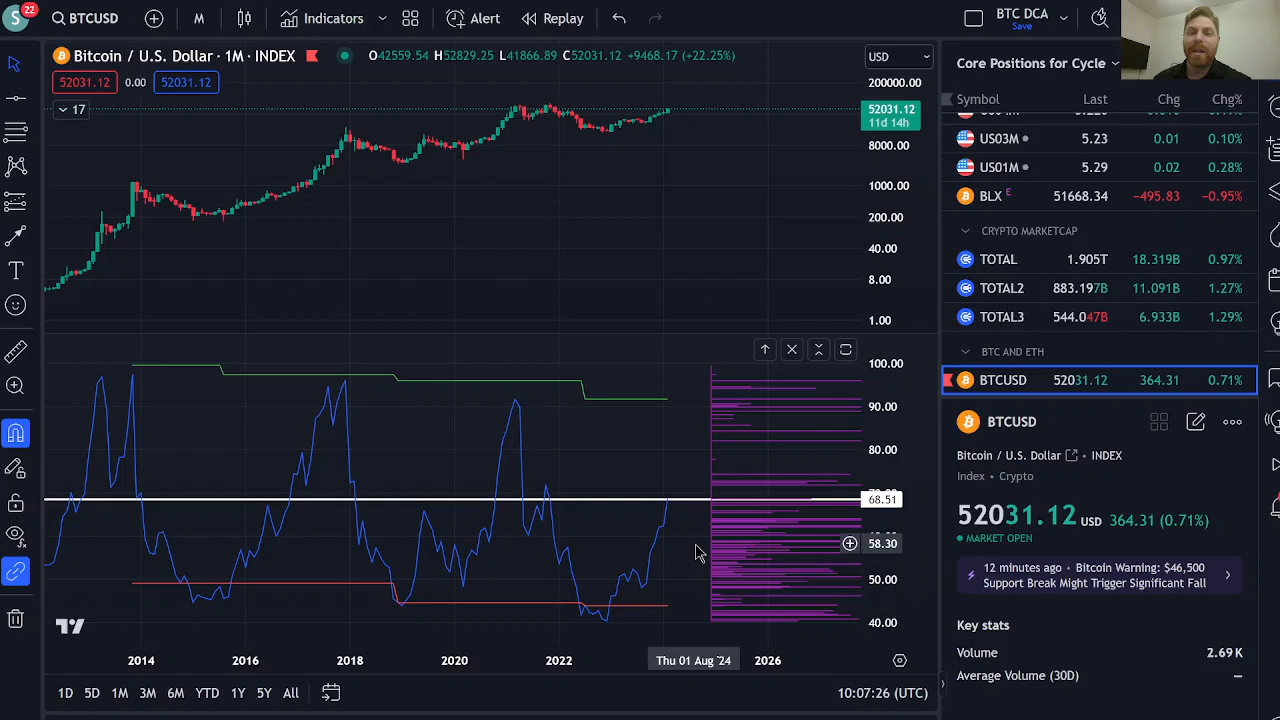 S 22 BTCUSD M Indicators Alert Replay BTC DCA
Save
Bitcoin / U.S. Dollar · 1M · INDEX O42559.54 H52829.25 L41866.89 C52031.12 +9468.17 (+22.25%) USD
52031.12 0.00 52031.12
17
200000.00
52031.12
11d 14h
8000.00
1000.00
200.00
40.00
8.00
1.00
100.00
90.00
80.00
68.51
58.30
50.00
40.00
2014 2016 2018 2020 2022 Thu 01 Aug '24 2026
1D 5D 1M 3M 6M YTD 1Y 5Y All 10:07:26 (UTC)
Core Positions for Cycle
Symbol Last Chg Chg%
US03M 5.23 0.01 0.10%
US01M 5.29 0.02 0.28%
BLX E 51668.34 −495.83 −0.95%
CRYPTO MARKETCAP
TOTAL 1.905T 18.319B 0.97%
TOTAL2 883.197B 11.091B 1.27%
TOTAL3 544.047B 6.933B 1.29%
BTC AND ETH
BTCUSD 52031.12 364.31 0.71%
BTCUSD
Bitcoin / U.S. Dollar • INDEX
Index • Crypto
52031.12 USD 364.31 (0.71%)
MARKET OPEN
12 minutes ago • Bitcoin Warning: $46,500
Support Break Might Trigger Significant Fall
Key stats
Volume 2.69K
Average Volume (30D) —